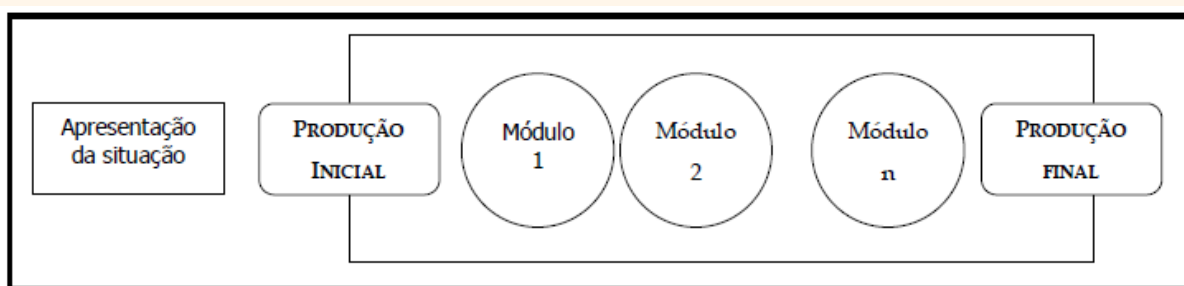 Apresentação
da situação
PRODUÇÃO
INICIAL
Módulo
1
Módulo
2
Módulo
n
PRODUÇÃO
FINAL